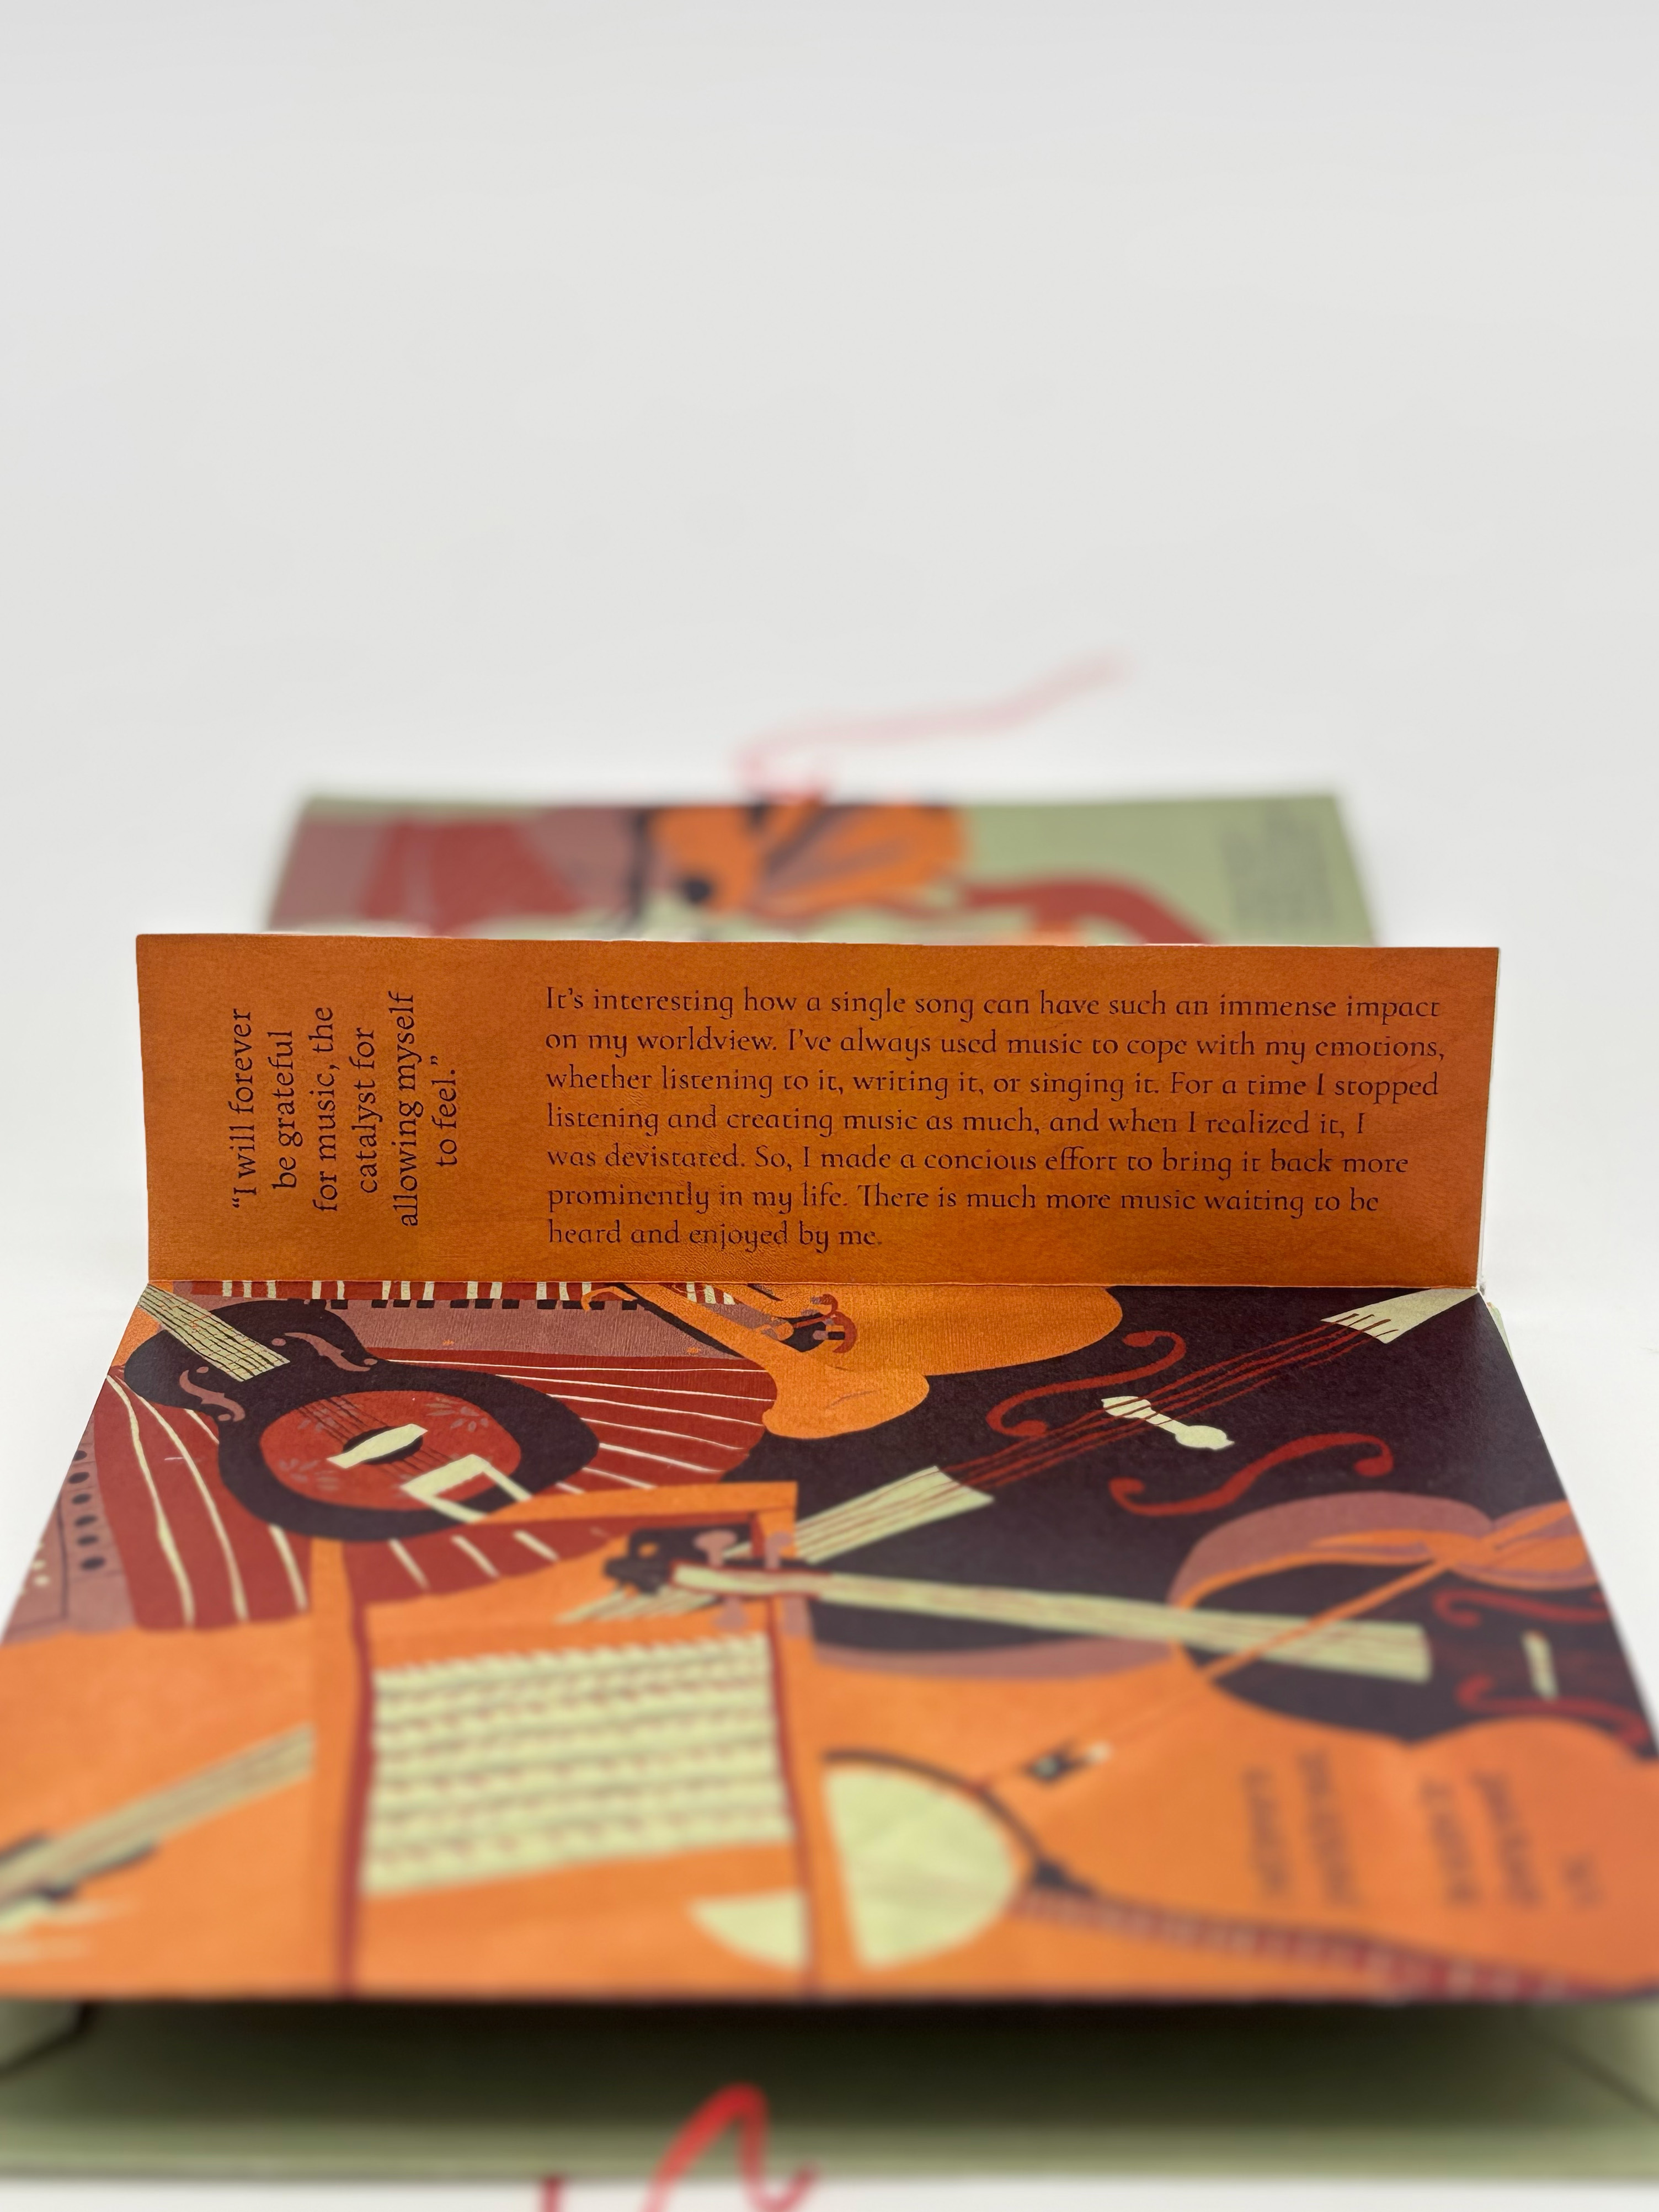 “I will forever
be grateful
for music, the
catalyst for
allowing myself
to feel.”
It’s interesting how a single song can have such an immense impact
on my worldview. I’ve always used music to cope with my emotions,
whether listening to it, writing it, or singing it. For a time I stopped
listening and creating music as much, and when I realized it, I
was devistated. So, I made a concious effort to bring it back more
prominently in my life. There is much more music waiting to be
heard and enjoyed by me.